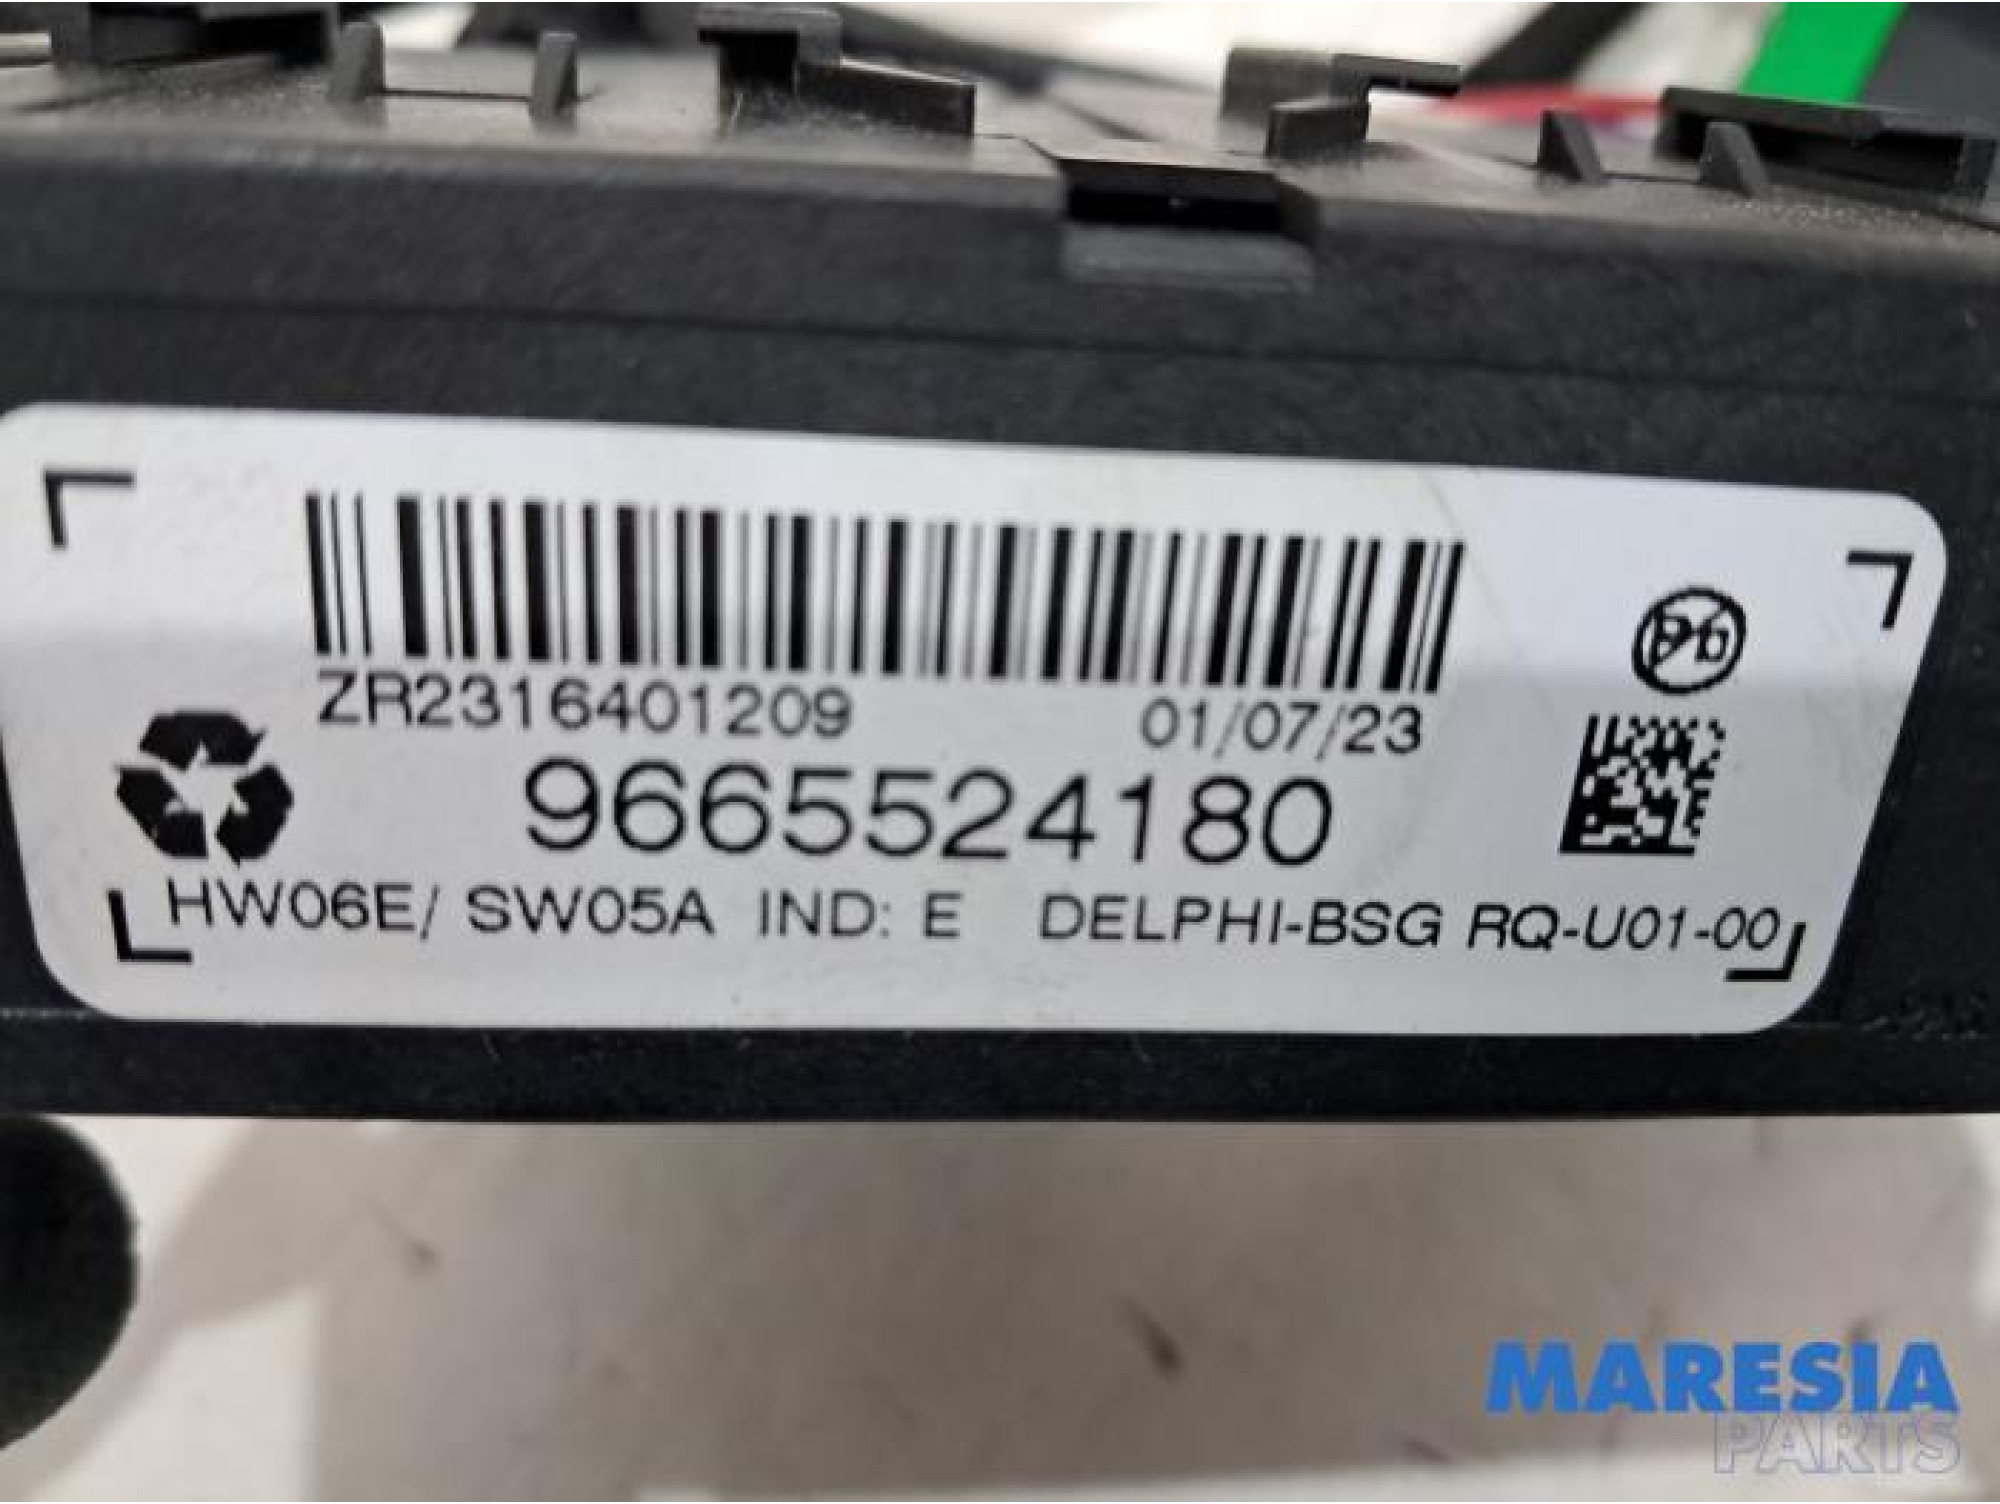 ZR2316401209 01/07/23
Pb
9665524180
HW06E/ SW05A IND: E DELPHI-BSG RQ-U01-00
MARESIA
PARTS